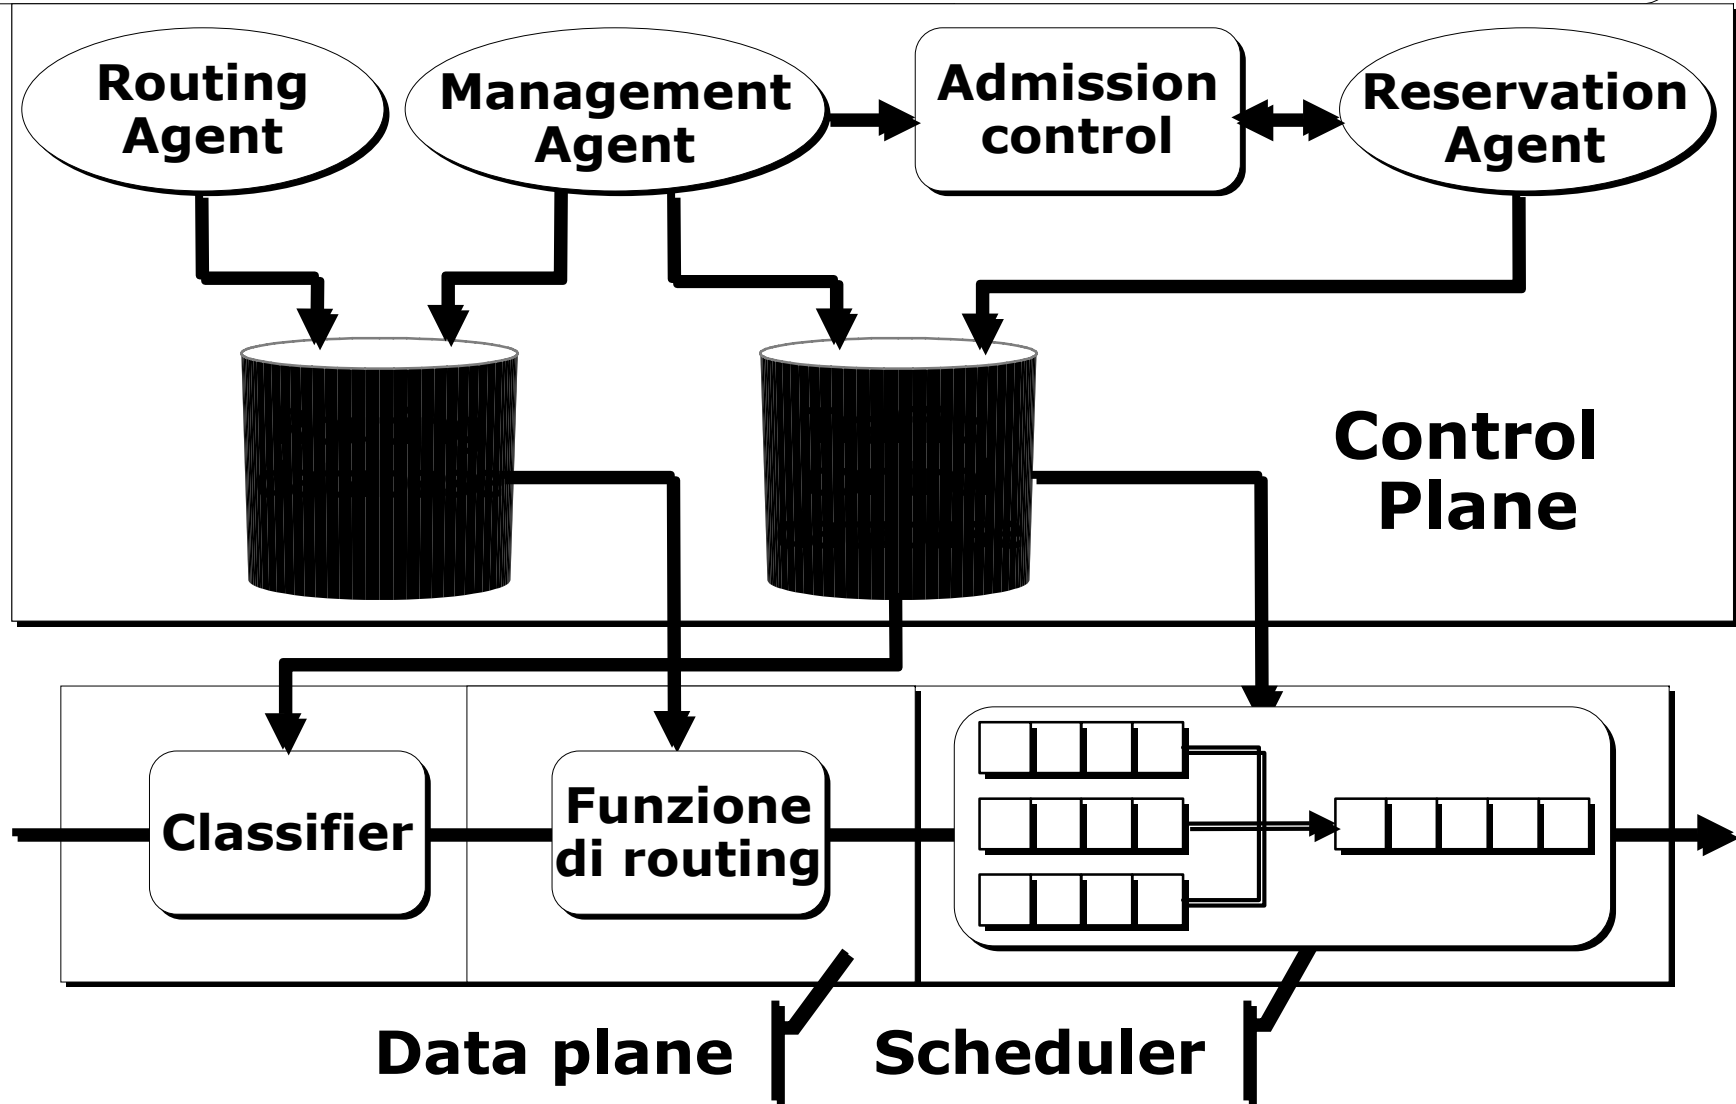 Routing
Agent
Management
Agent
Admission
control
Reservation
Agent
Control
Plane
Classifier
Funzione
di routing
Data plane
Scheduler